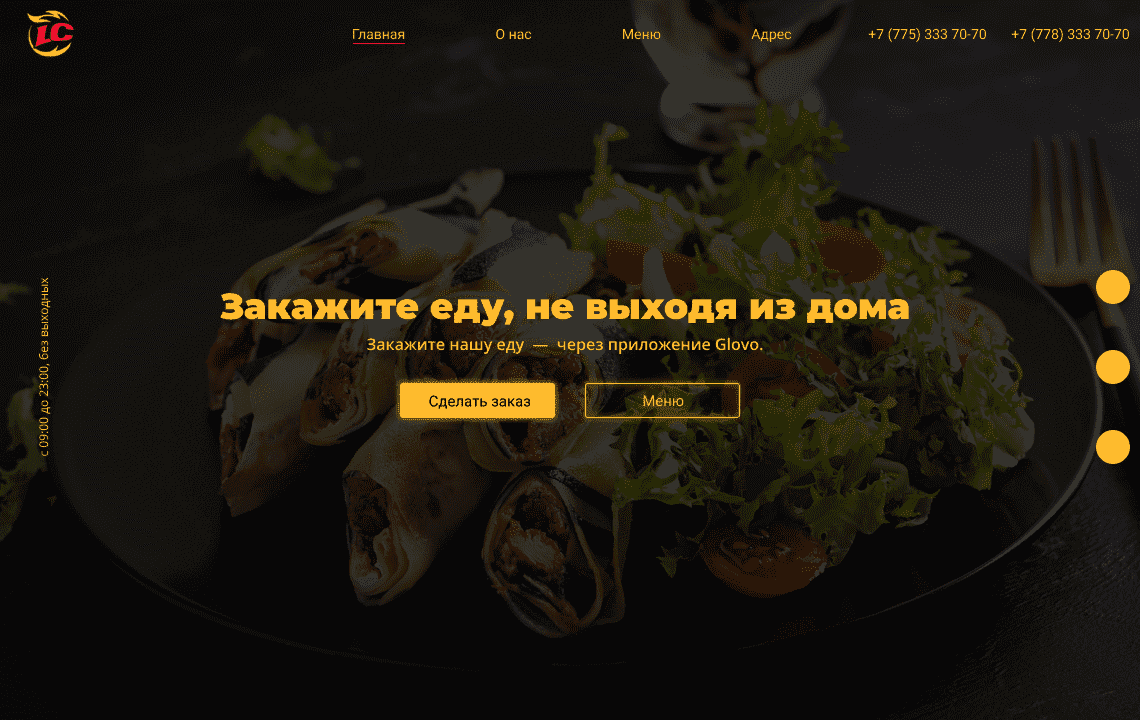 LC
Главная
О нас
Меню
Адрес
+7 (775) 333 70-70
+7 (778) 333 70-70
с 09:00 до 23:00, без выходных
Закажите еду, не выходя из дома
Закажите нашу еду — через приложение Glovo.
Сделать заказ
Меню